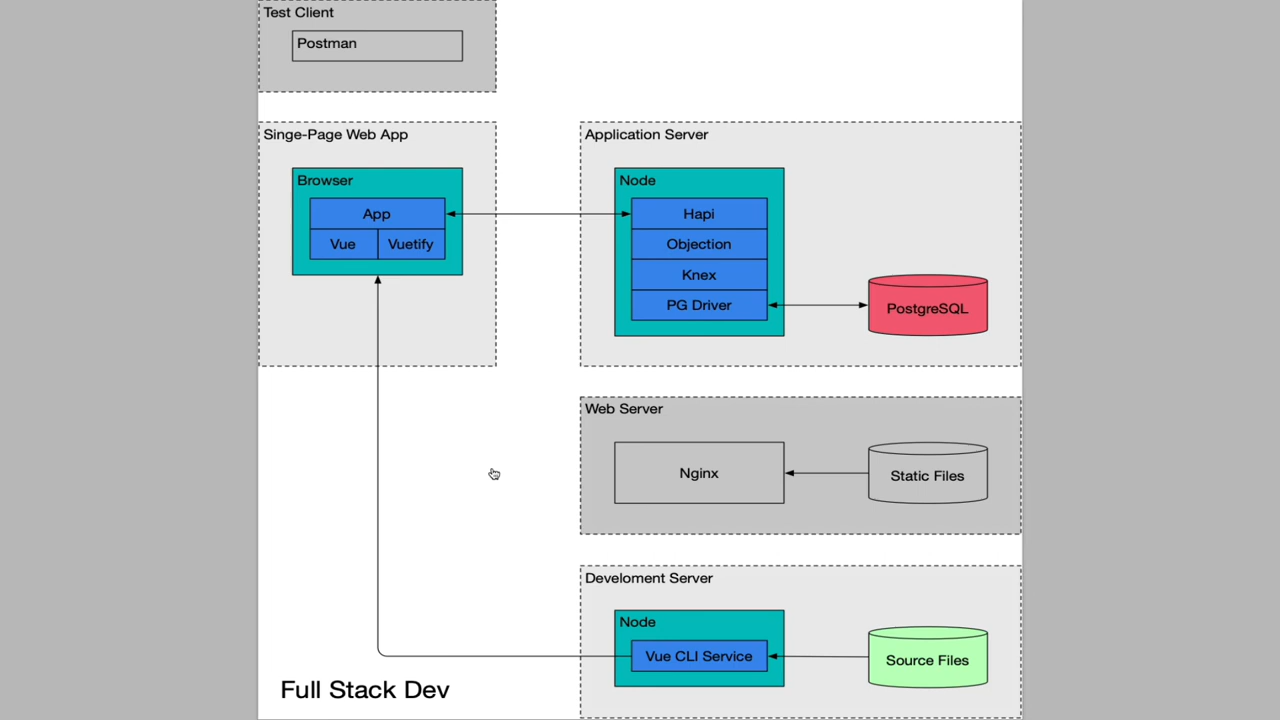 Test Client
Postman
Singe-Page Web App
Browser
App
Vue
Vuetify
Application Server
Node
Hapi
Objection
Knex
PG Driver
PostgreSQL
Web Server
Nginx
Static Files
Develoment Server
Node
Vue CLI Service
Source Files
Full Stack Dev